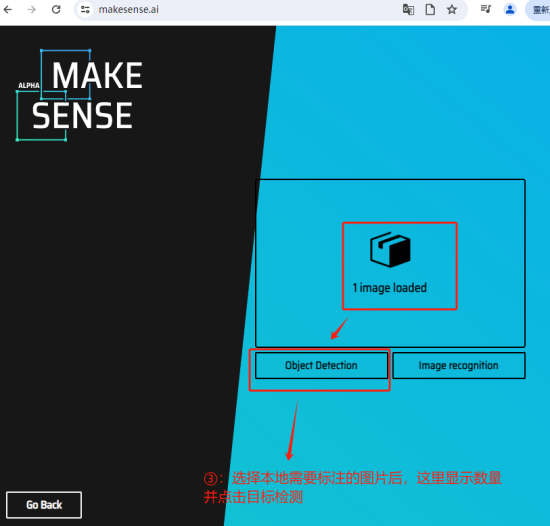 makesense.ai
重新
ALPHA
MAKE
SENSE
1 image loaded
Object Detection
Image recognition
③：选择本地需要标注的图片后，这里显示数量
并点击目标检测
Go Back